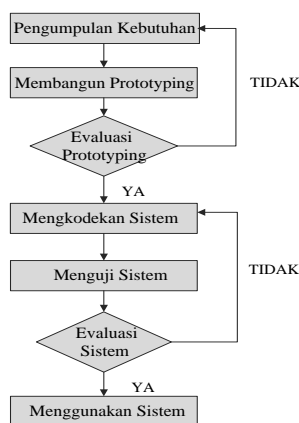 Pengumpulan Kebutuhan
Membangun Prototyping
TIDAK
Evaluasi
Prototyping
YA
Mengkodekan Sistem
Menguji Sistem
TIDAK
Evaluasi
Sistem
YA
Menggunakan Sistem